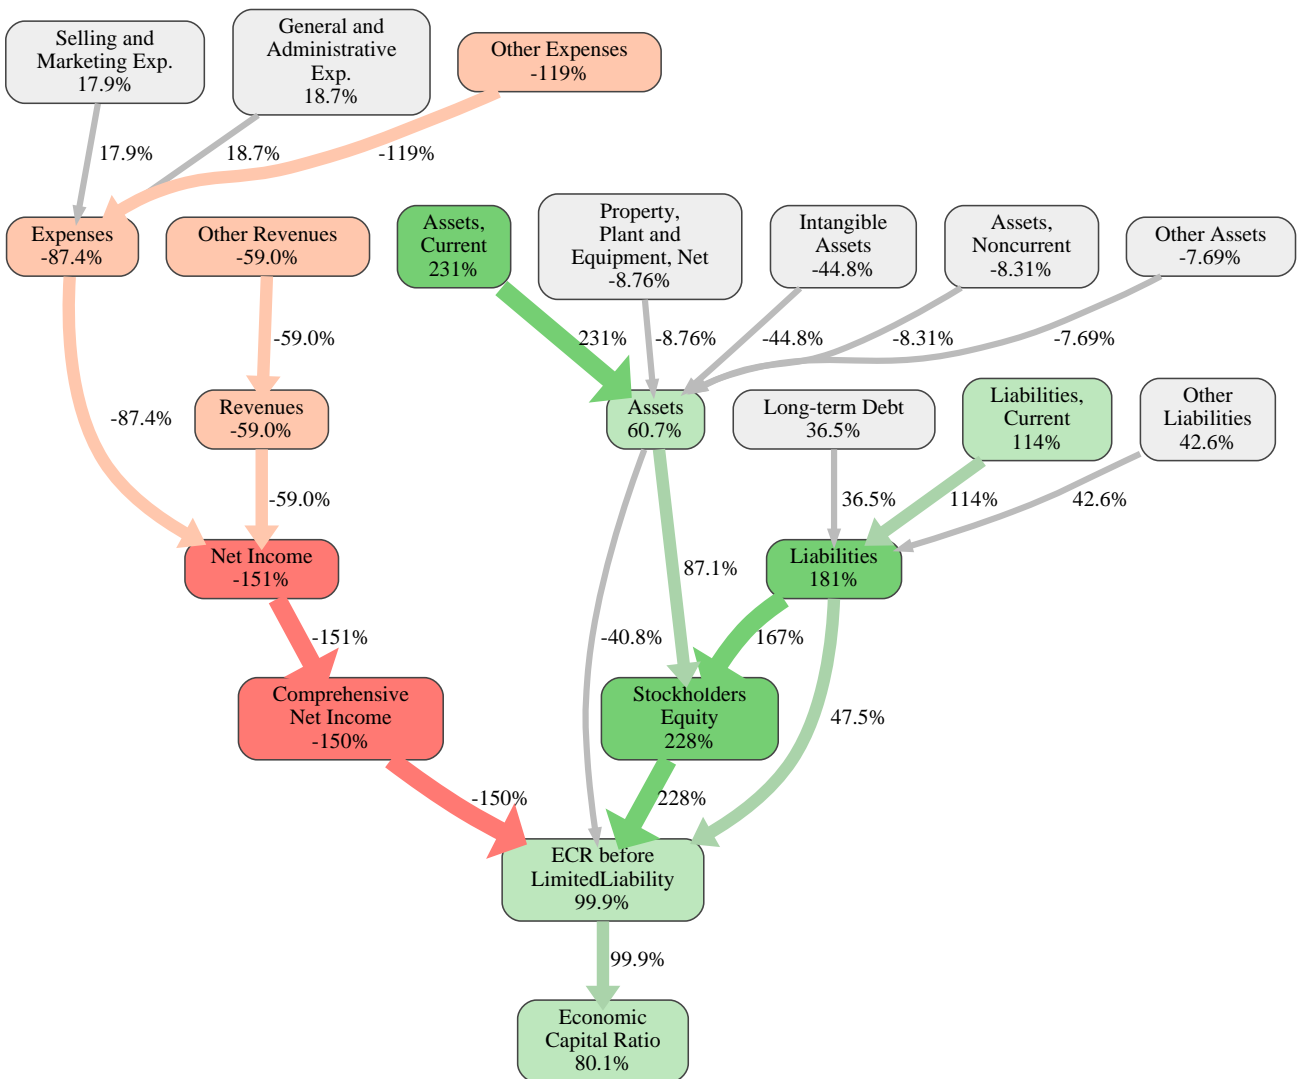 Selling and
Marketing Exp.
17.9%
General and
Administrative
Exp.
18.7%
Other Expenses
-119%
17.9%
18.7%
-119%
Expenses
-87.4%
Other Revenues
-59.0%
Assets,
Current
231%
Property,
Plant and
Equipment, Net
-8.76%
Intangible
Assets
-44.8%
Assets,
Noncurrent
-8.31%
Other Assets
-7.69%
-59.0%
231%
-8.76%
-44.8%
-8.31%
-7.69%
-87.4%
Revenues
-59.0%
Assets
60.7%
Long-term Debt
36.5%
Liabilities,
Current
114%
Other
Liabilities
42.6%
-59.0%
36.5%
114%
42.6%
Net Income
-151%
87.1%
Liabilities
181%
-151%
-40.8%
167%
Comprehensive
Net Income
-150%
Stockholders
Equity
228%
47.5%
-150%
228%
ECR before
LimitedLiability
99.9%
99.9%
Economic
Capital Ratio
80.1%